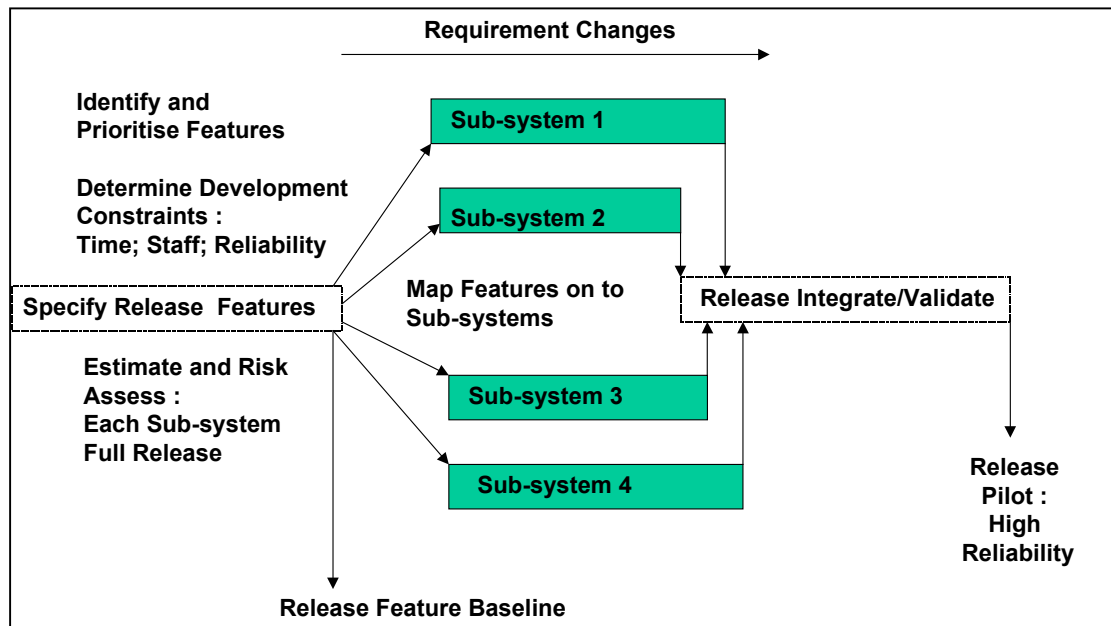 Requirement Changes
Identify and
Prioritise Features
Sub-system 1
Determine Development
Constraints :
Time; Staff; Reliability
Sub-system 2
Specify Release Features
Map Features on to
Sub-systems
Release Integrate/Validate
Estimate and Risk
Assess :
Each Sub-system
Full Release
Sub-system 3
Sub-system 4
Release
Pilot :
High
Reliability
Release Feature Baseline